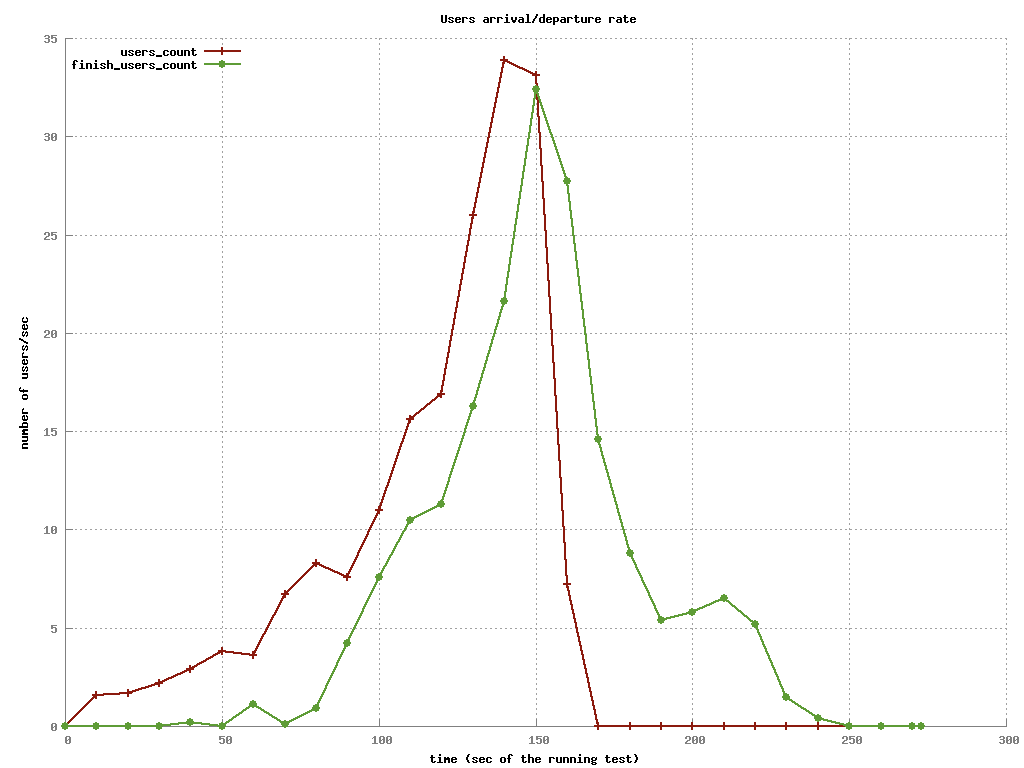 Users arrival/departure rate
users_count
finish_users_count
35
30
25
20
15
10
5
0
number of users/sec
0 50 100 150 200 250 300
time (sec of the running test)